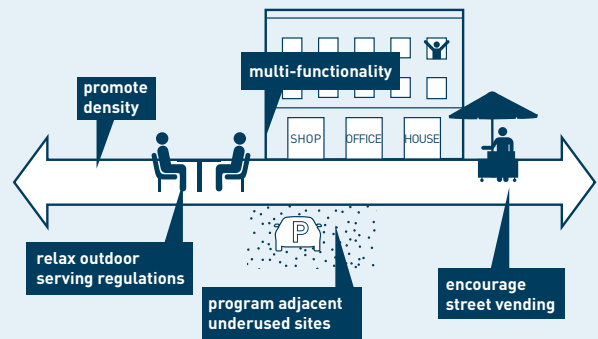 multi-functionality
promote
density
SHOP OFFICE HOUSE
P
relax outdoor
serving regulations
program adjacent
underused sites
encourage
street vending